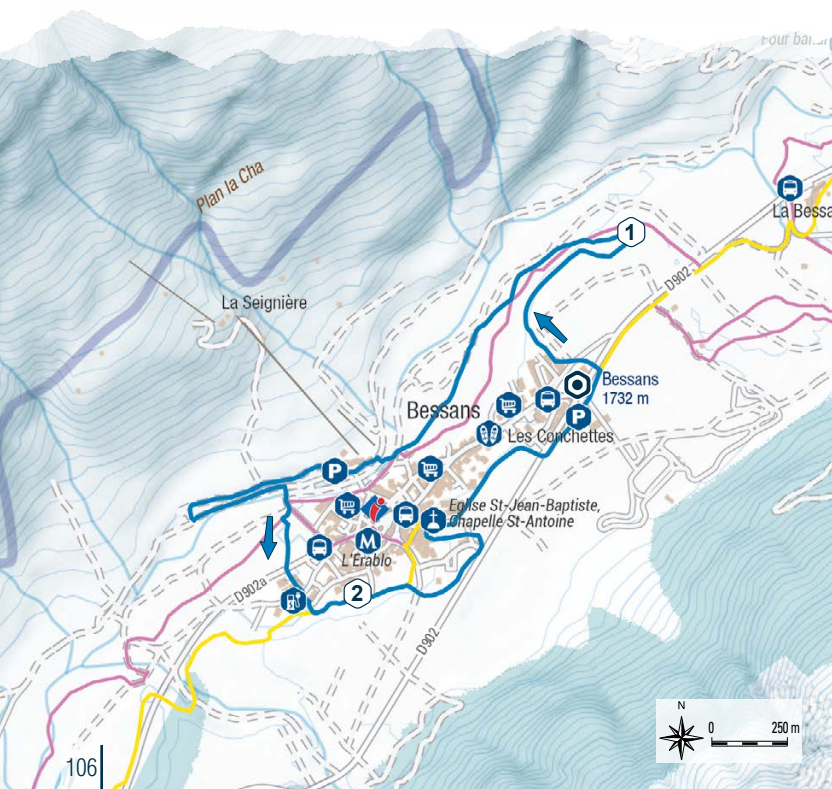 Plan la Cha
La Bessa
1
La Seignière
D902
Bessans
1732 m
Bessans
P
Les Conchettes
P
Eglise St-Jean-Baptiste,
Chapelle St-Antoine
i
M
L'Erablo
D902a
2
D902
N
0 250 m
106